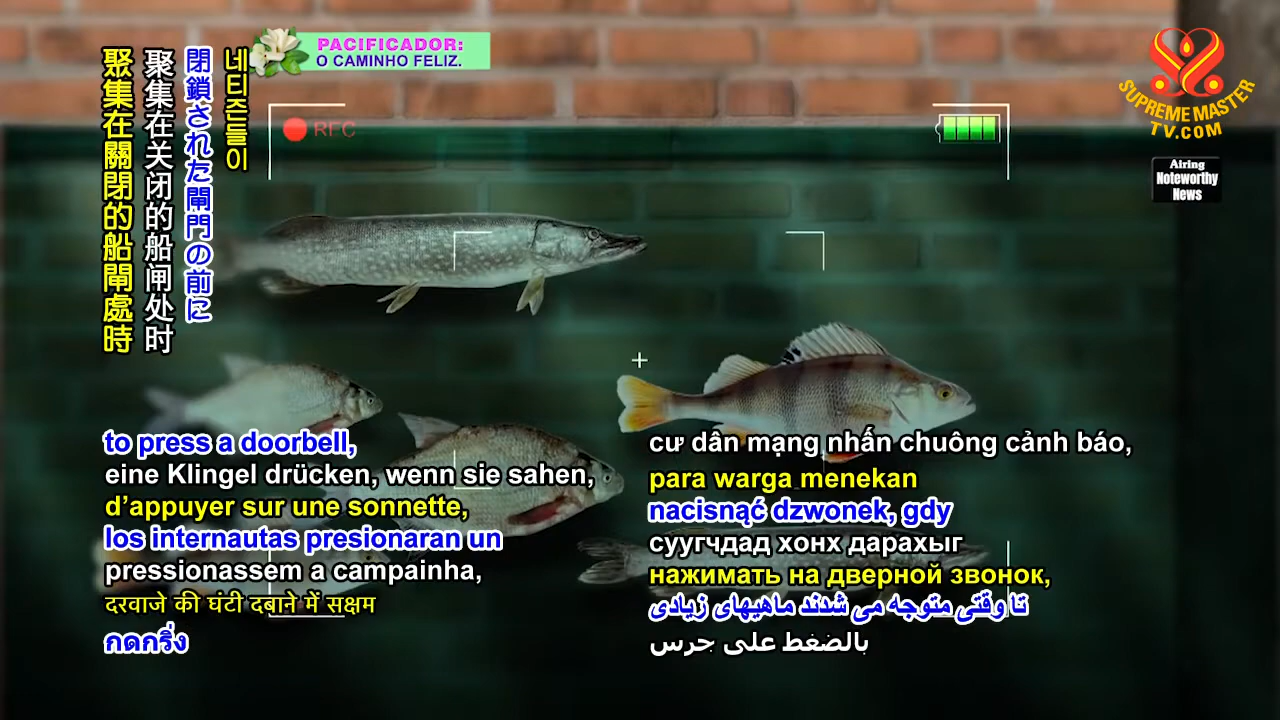 聚集在關閉的船閘處時
聚集在关闭的船闸处时
閉鎖された閘門の前に
네티즌들이
PACIFICADOR:
O CAMINHO FELIZ.
REC
SUPREME MASTER
TV.COM
Airing
Noteworthy
News
to press a doorbell,
eine Klingel drücken, wenn sie sahen,
d’appuyer sur une sonnette,
los internautas presionaran un
pressionassem a campainha,
दरवाजे की घंटी दबाने में सक्षम
กดกริ่ง
cư dân mạng nhấn chuông cảnh báo,
para warga menekan
nacisnąć dzwonek, gdy
суугчдад хонх дарахыг
нажимать на дверной звонок,
تا وقتی متوجه می شدند ماهیهای زیادی
بالضغط على جرس